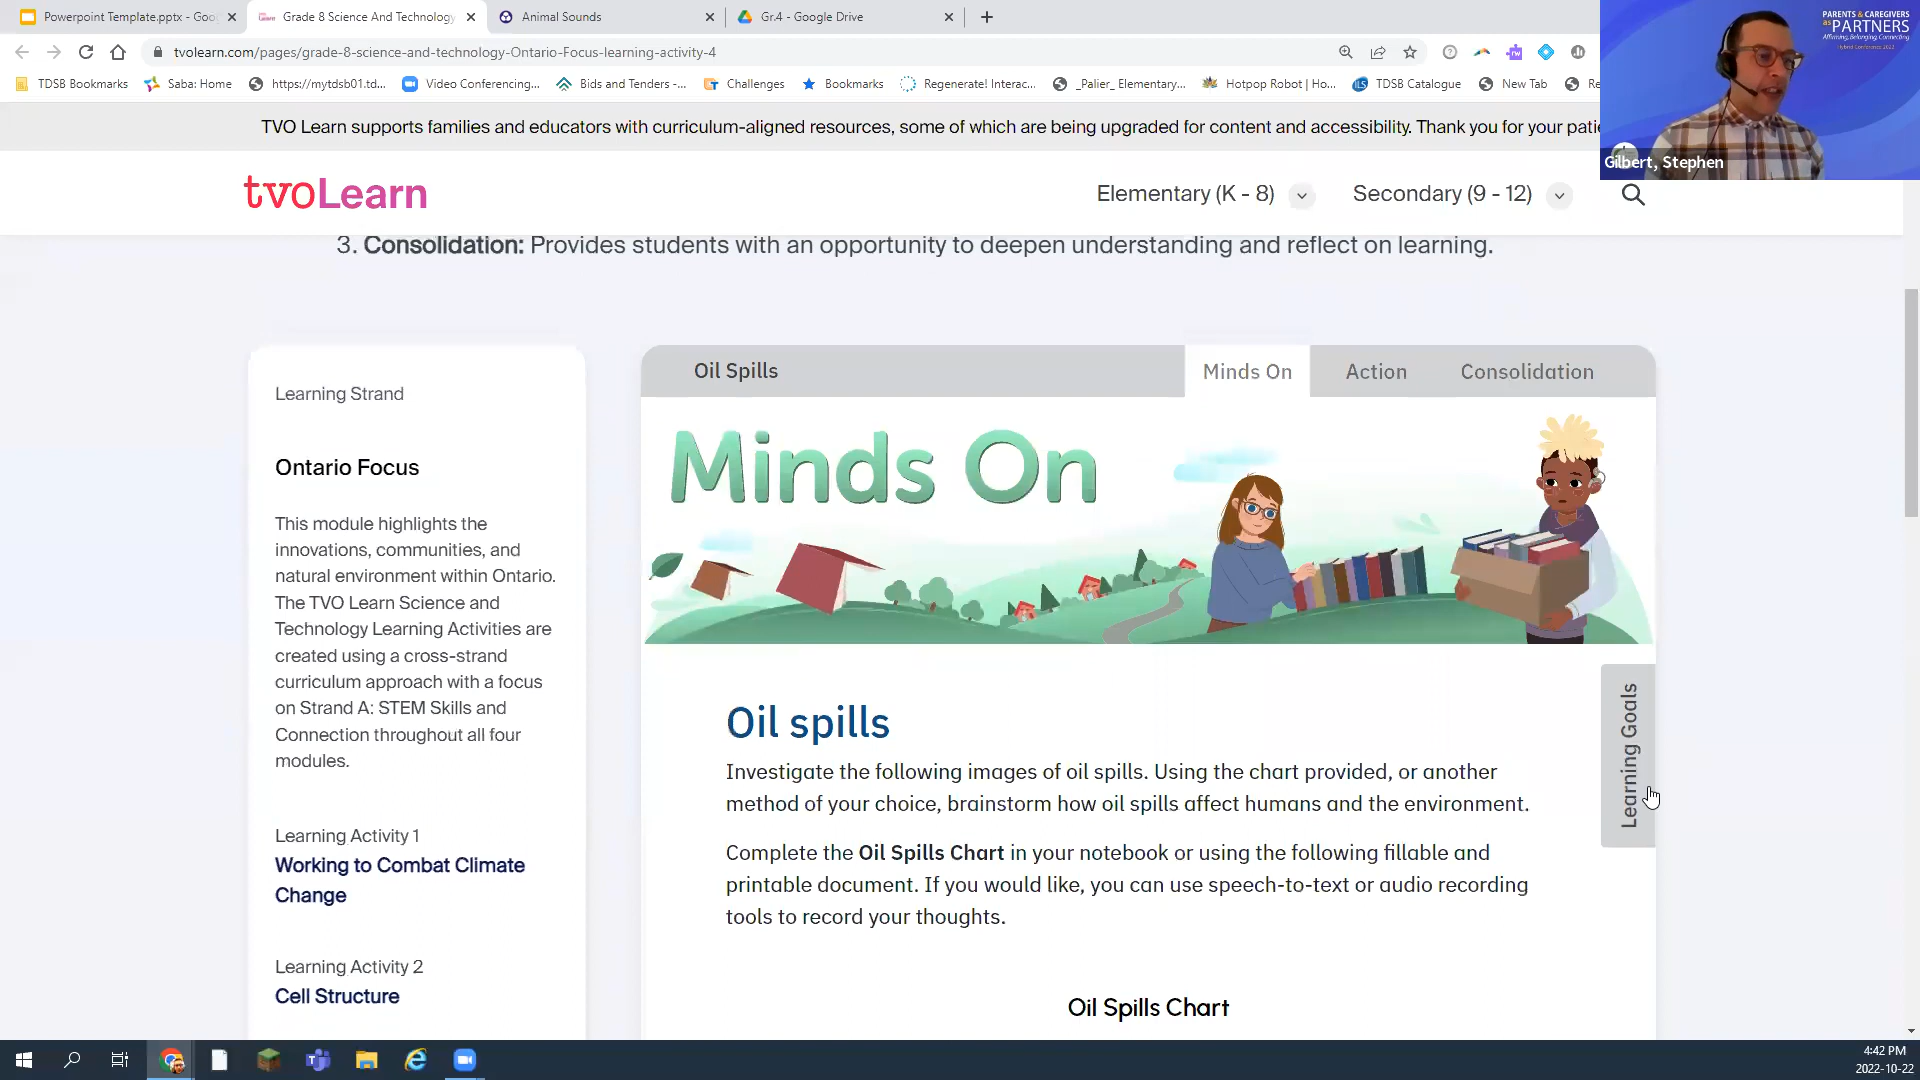 Powerpoint Template.pptx - Goo
Grade 8 Science And Technology
Animal Sounds
Gr.4 - Google Drive
tvolearn.com/pages/grade-8-science-and-technology-Ontario-Focus-learning-activity-4
TDSB Bookmarks
Saba: Home
https://mytdsb01.td...
Video Conferencing...
Bids and Tenders -...
Challenges
Bookmarks
Regenerate! Interac...
_Palier_ Elementary...
Hotpop Robot | Ho...
TDSB Catalogue
New Tab
Re
PARENTS & CAREGIVERS
as PARTNERS
Affirming, Belonging, Connecting
Hybrid Conference 2022
Gilbert, Stephen
TVO Learn supports families and educators with curriculum-aligned resources, some of which are being upgraded for content and accessibility. Thank you for your patie
tvoLearn
Elementary (K - 8)
Secondary (9 - 12)
3. Consolidation: Provides students with an opportunity to deepen understanding and reflect on learning.
Learning Strand
Ontario Focus
This module highlights the
innovations, communities, and
natural environment within Ontario.
The TVO Learn Science and
Technology Learning Activities are
created using a cross-strand
curriculum approach with a focus
on Strand A: STEM Skills and
Connection throughout all four
modules.
Learning Activity 1
Working to Combat Climate
Change
Learning Activity 2
Cell Structure
Oil Spills
Minds On
Action
Consolidation
Minds On
Oil spills
Investigate the following images of oil spills. Using the chart provided, or another
method of your choice, brainstorm how oil spills affect humans and the environment.
Complete the Oil Spills Chart in your notebook or using the following fillable and
printable document. If you would like, you can use speech-to-text or audio recording
tools to record your thoughts.
Oil Spills Chart
Learning Goals
4:42 PM
2022-10-22